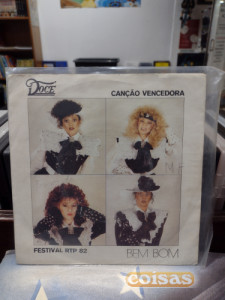 DOCE
CANÇÃO VENCEDORA
FESTIVAL RTP 82
BEM BOM
coisas